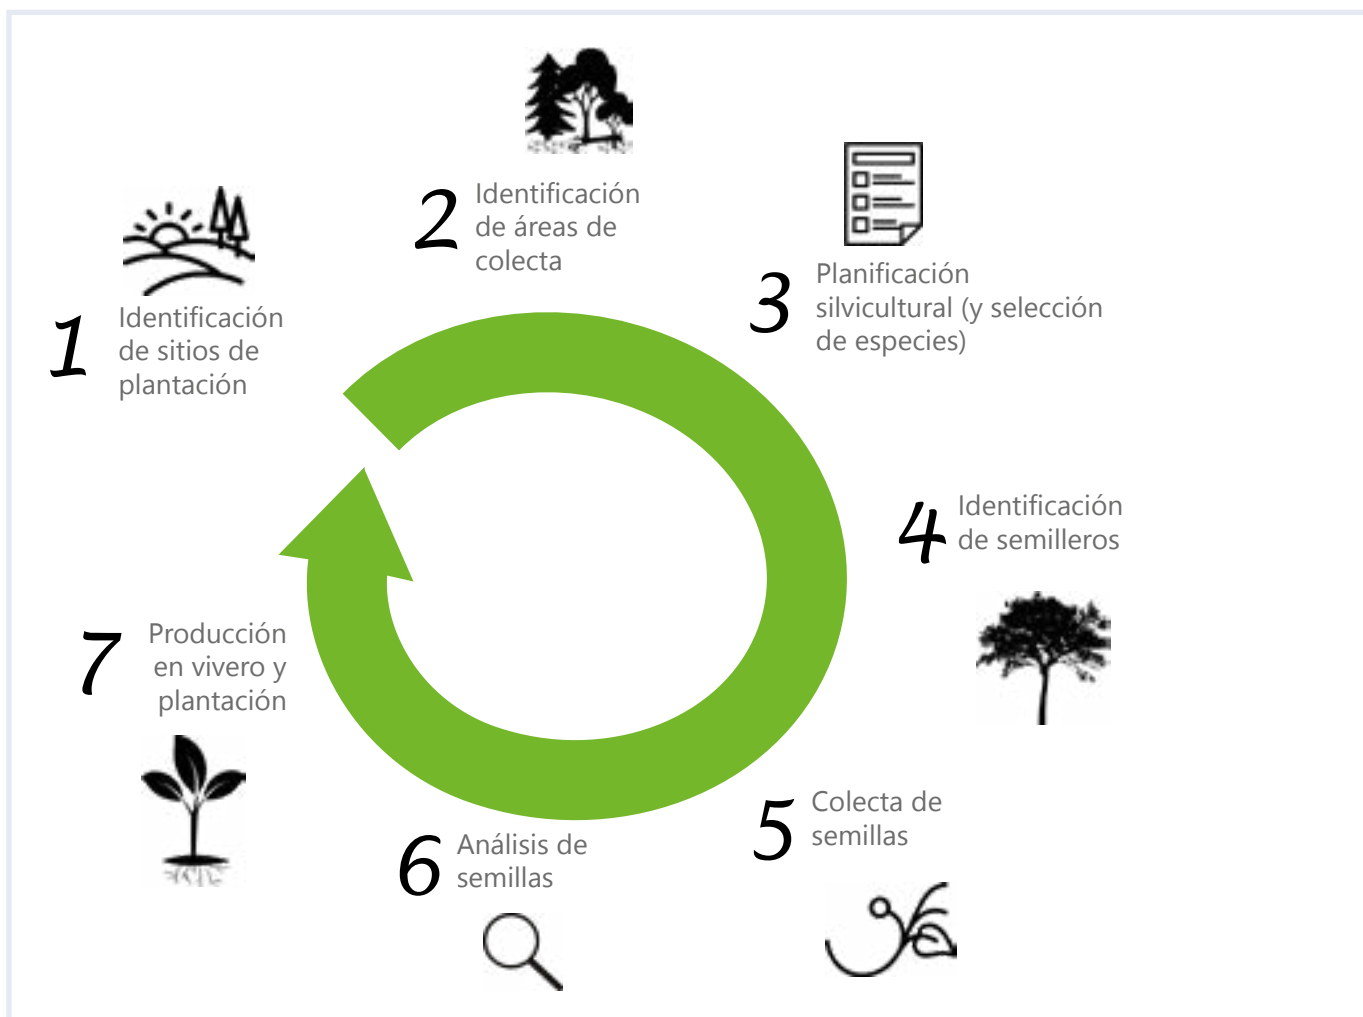 1
Identificación
de sitios de
plantación
2
Identificación
de áreas de
colecta
3
Planificación
silvicultural (y selección
de especies)
4
Identificación
de semilleros
5
Colecta de
semillas
6
Análisis de
semillas
7
Producción
en vivero y
plantación